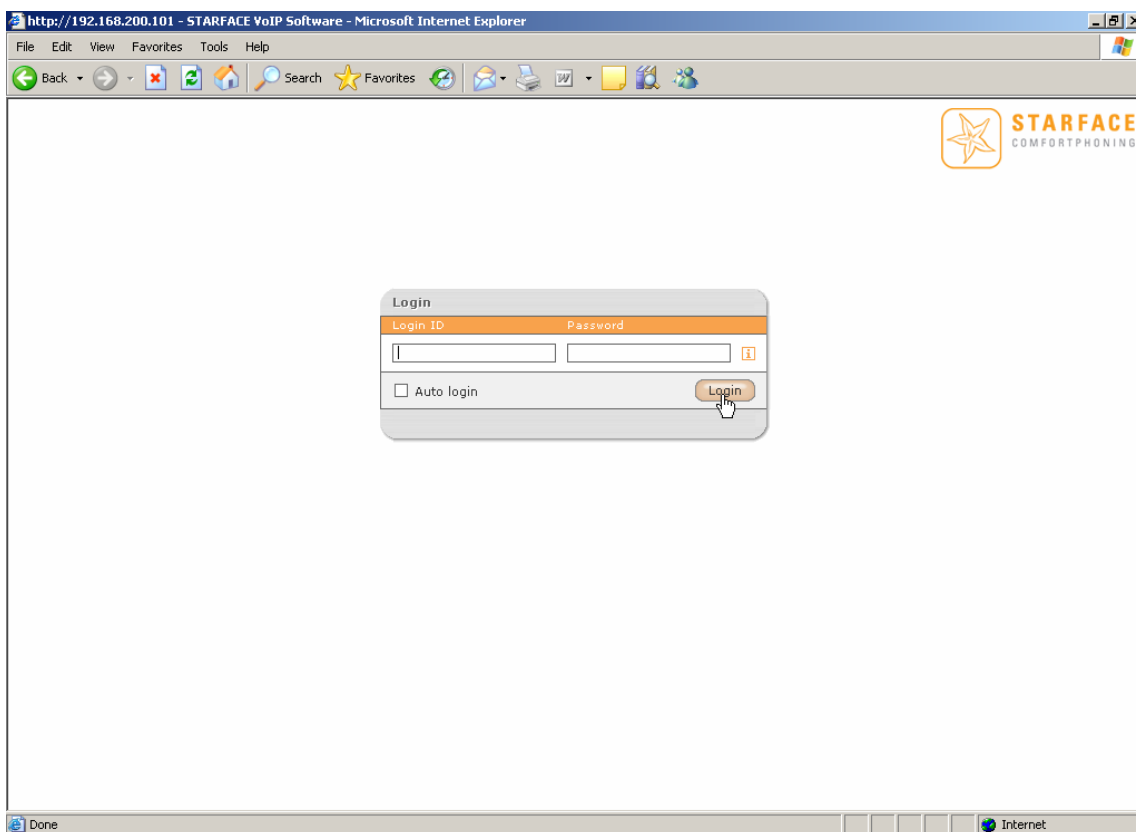 http://192.168.200.101 - STARFACE VoIP Software - Microsoft Internet Explorer
File Edit View Favorites Tools Help
Back Search Favorites W
STARFACE
COMFORTPHONING
Login
Login ID Password
i
Auto login Login
Done Internet